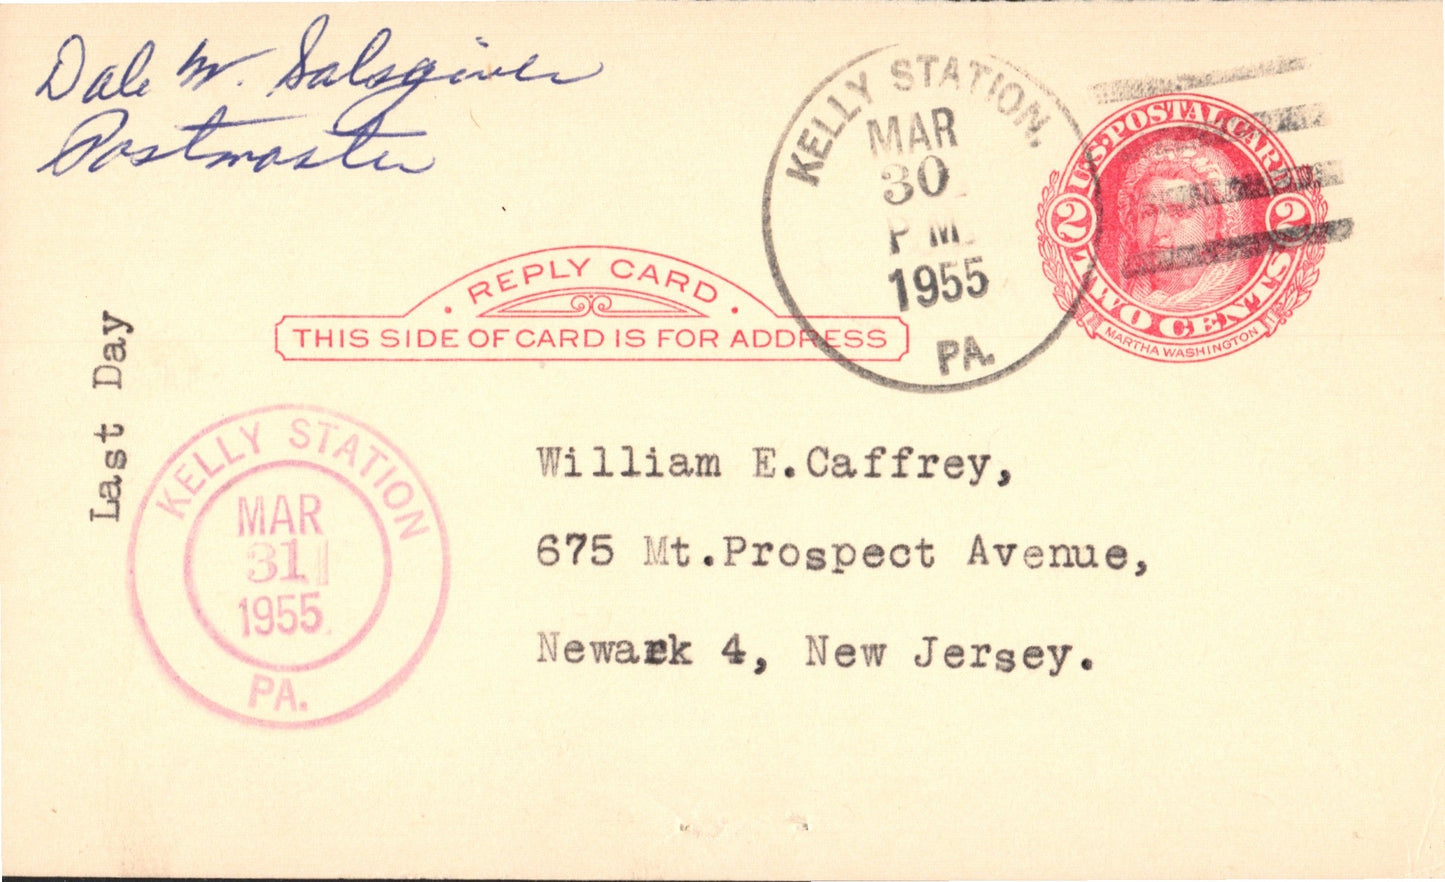 Dale W. Salsgiver
Postmaster
KELLY STATION,
MAR
30
P M
1955
PA.
U.S. POSTAL CARD
2 2
TWO CENTS
MARTHA WASHINGTON
REPLY CARD
THIS SIDE OF CARD IS FOR ADDRESS
Last Day
KELLY STATION
MAR
31
1955
PA.
William E.Caffrey,
675 Mt.Prospect Avenue,
Newark 4, New Jersey.